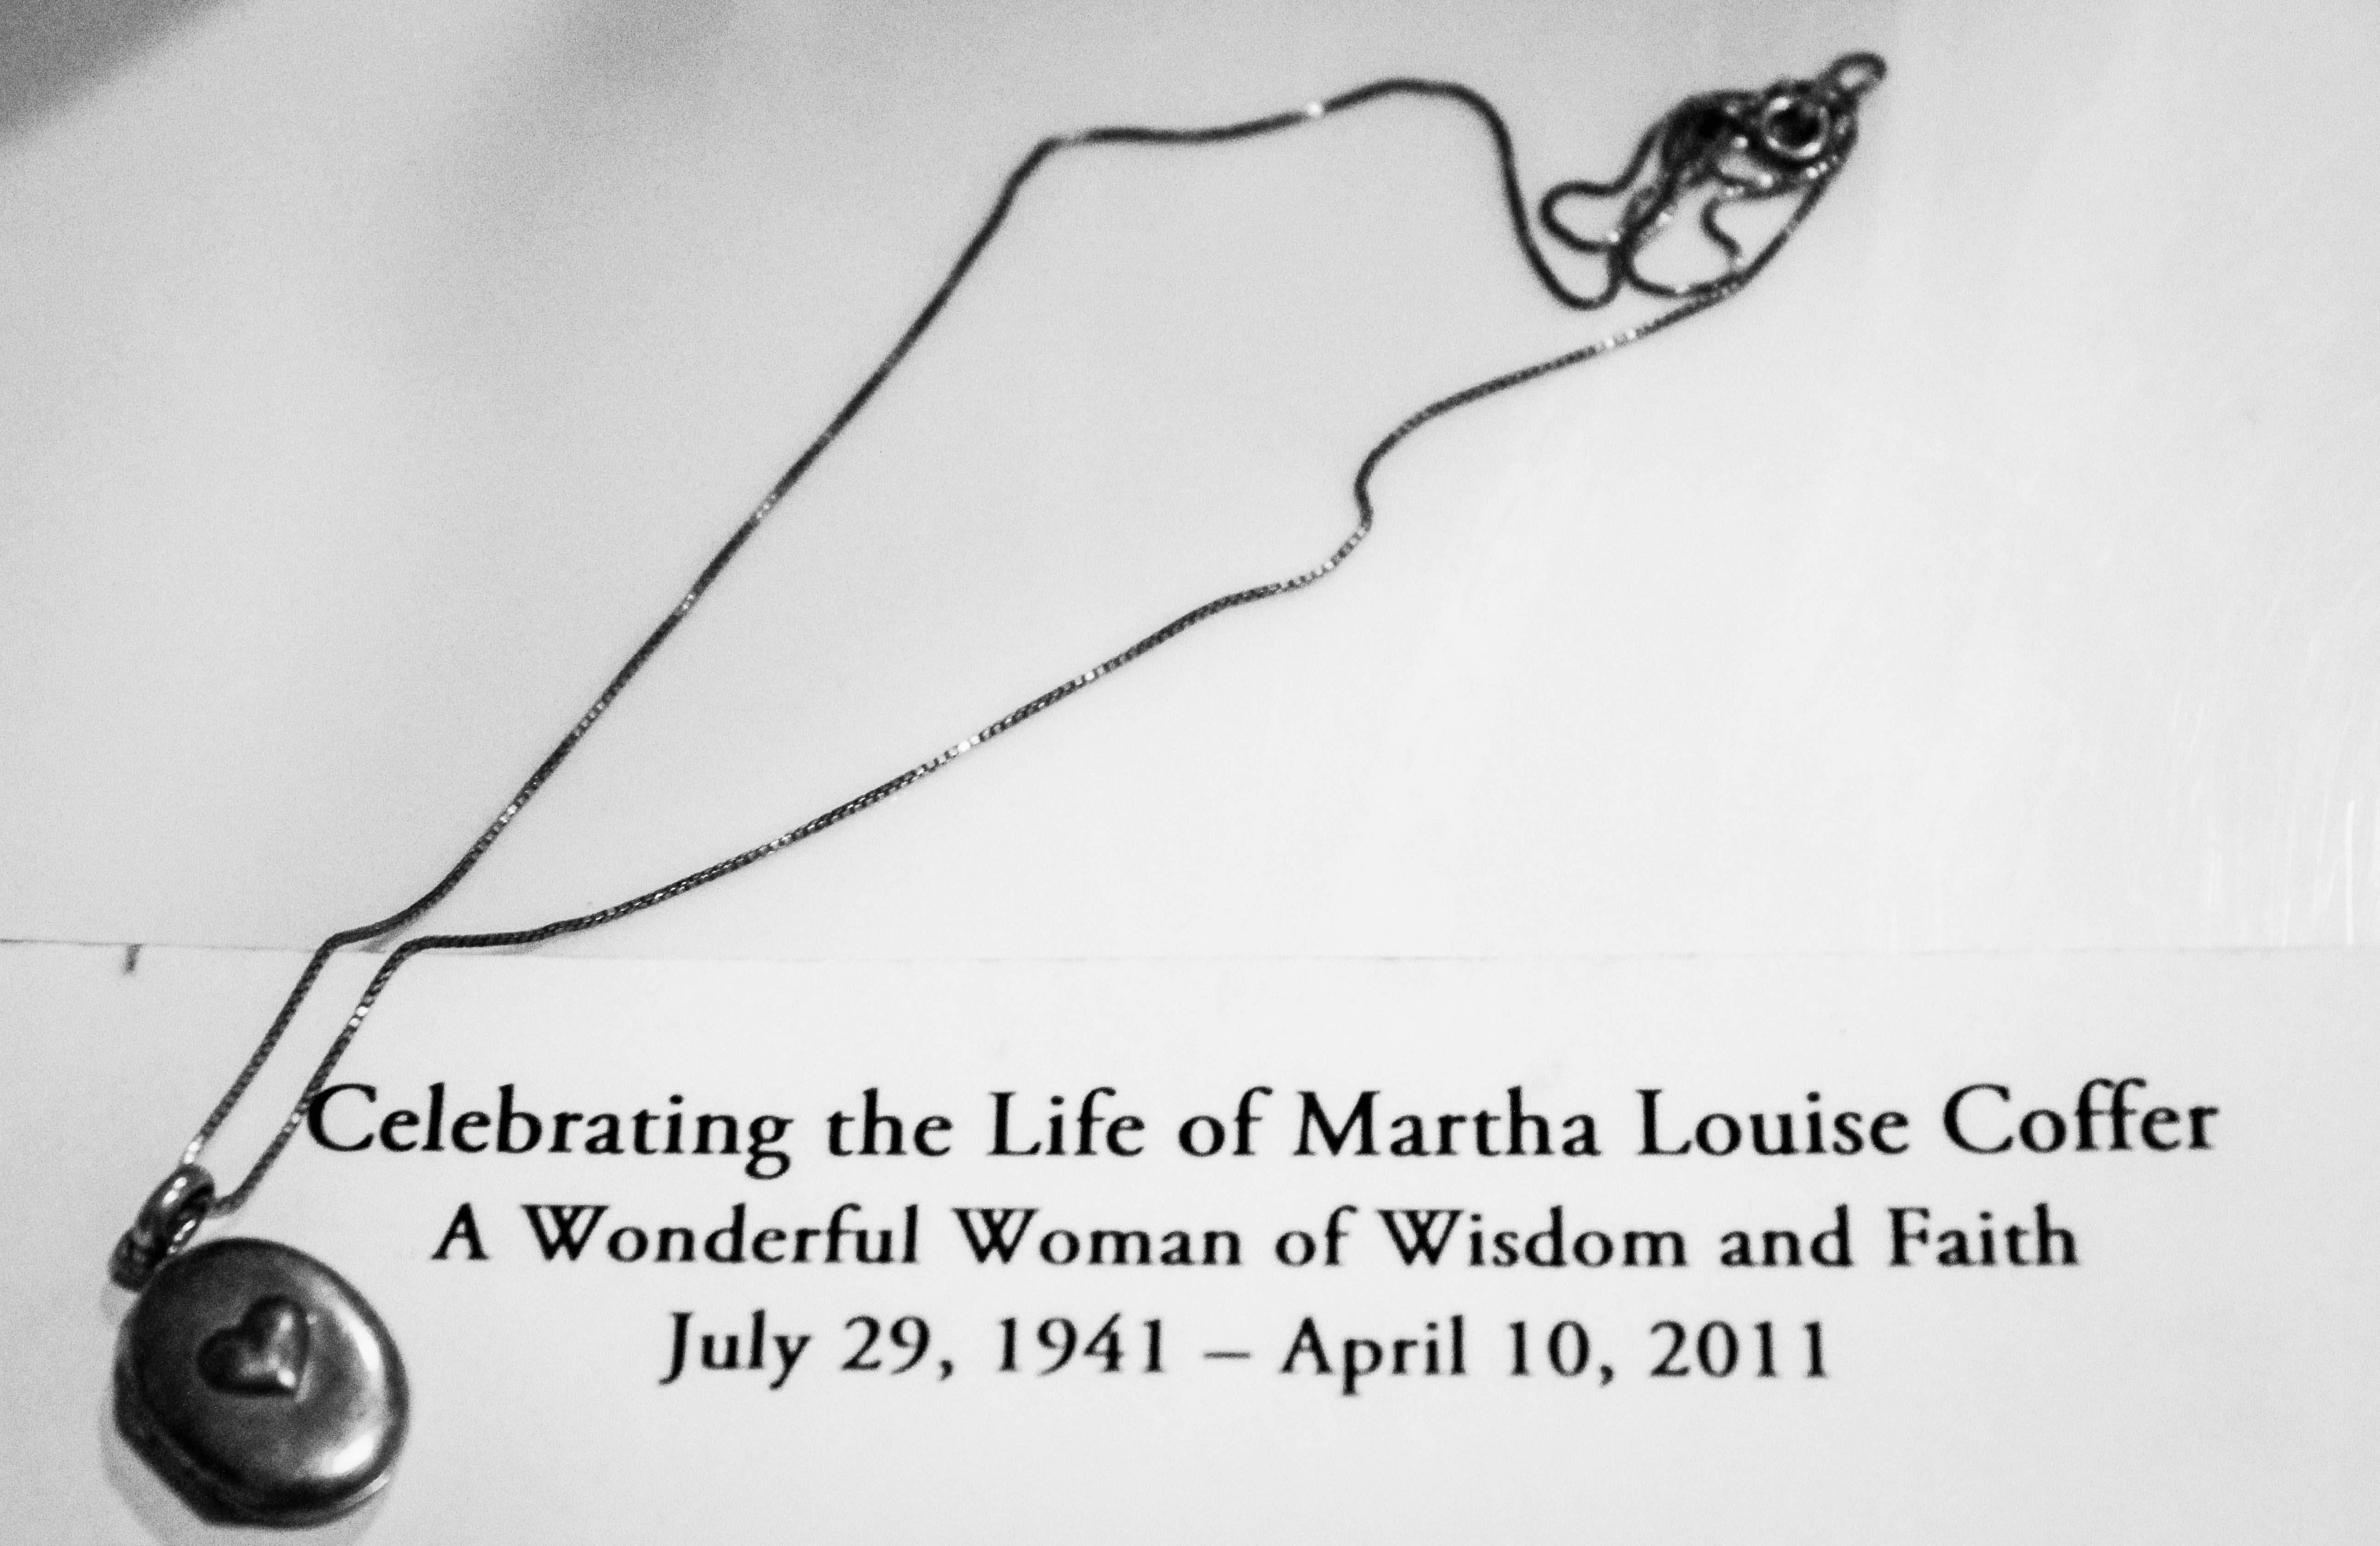 Celebrating the Life of Martha Louise Coffer
A Wonderful Woman of Wisdom and Faith
July 29, 1941 – April 10, 2011